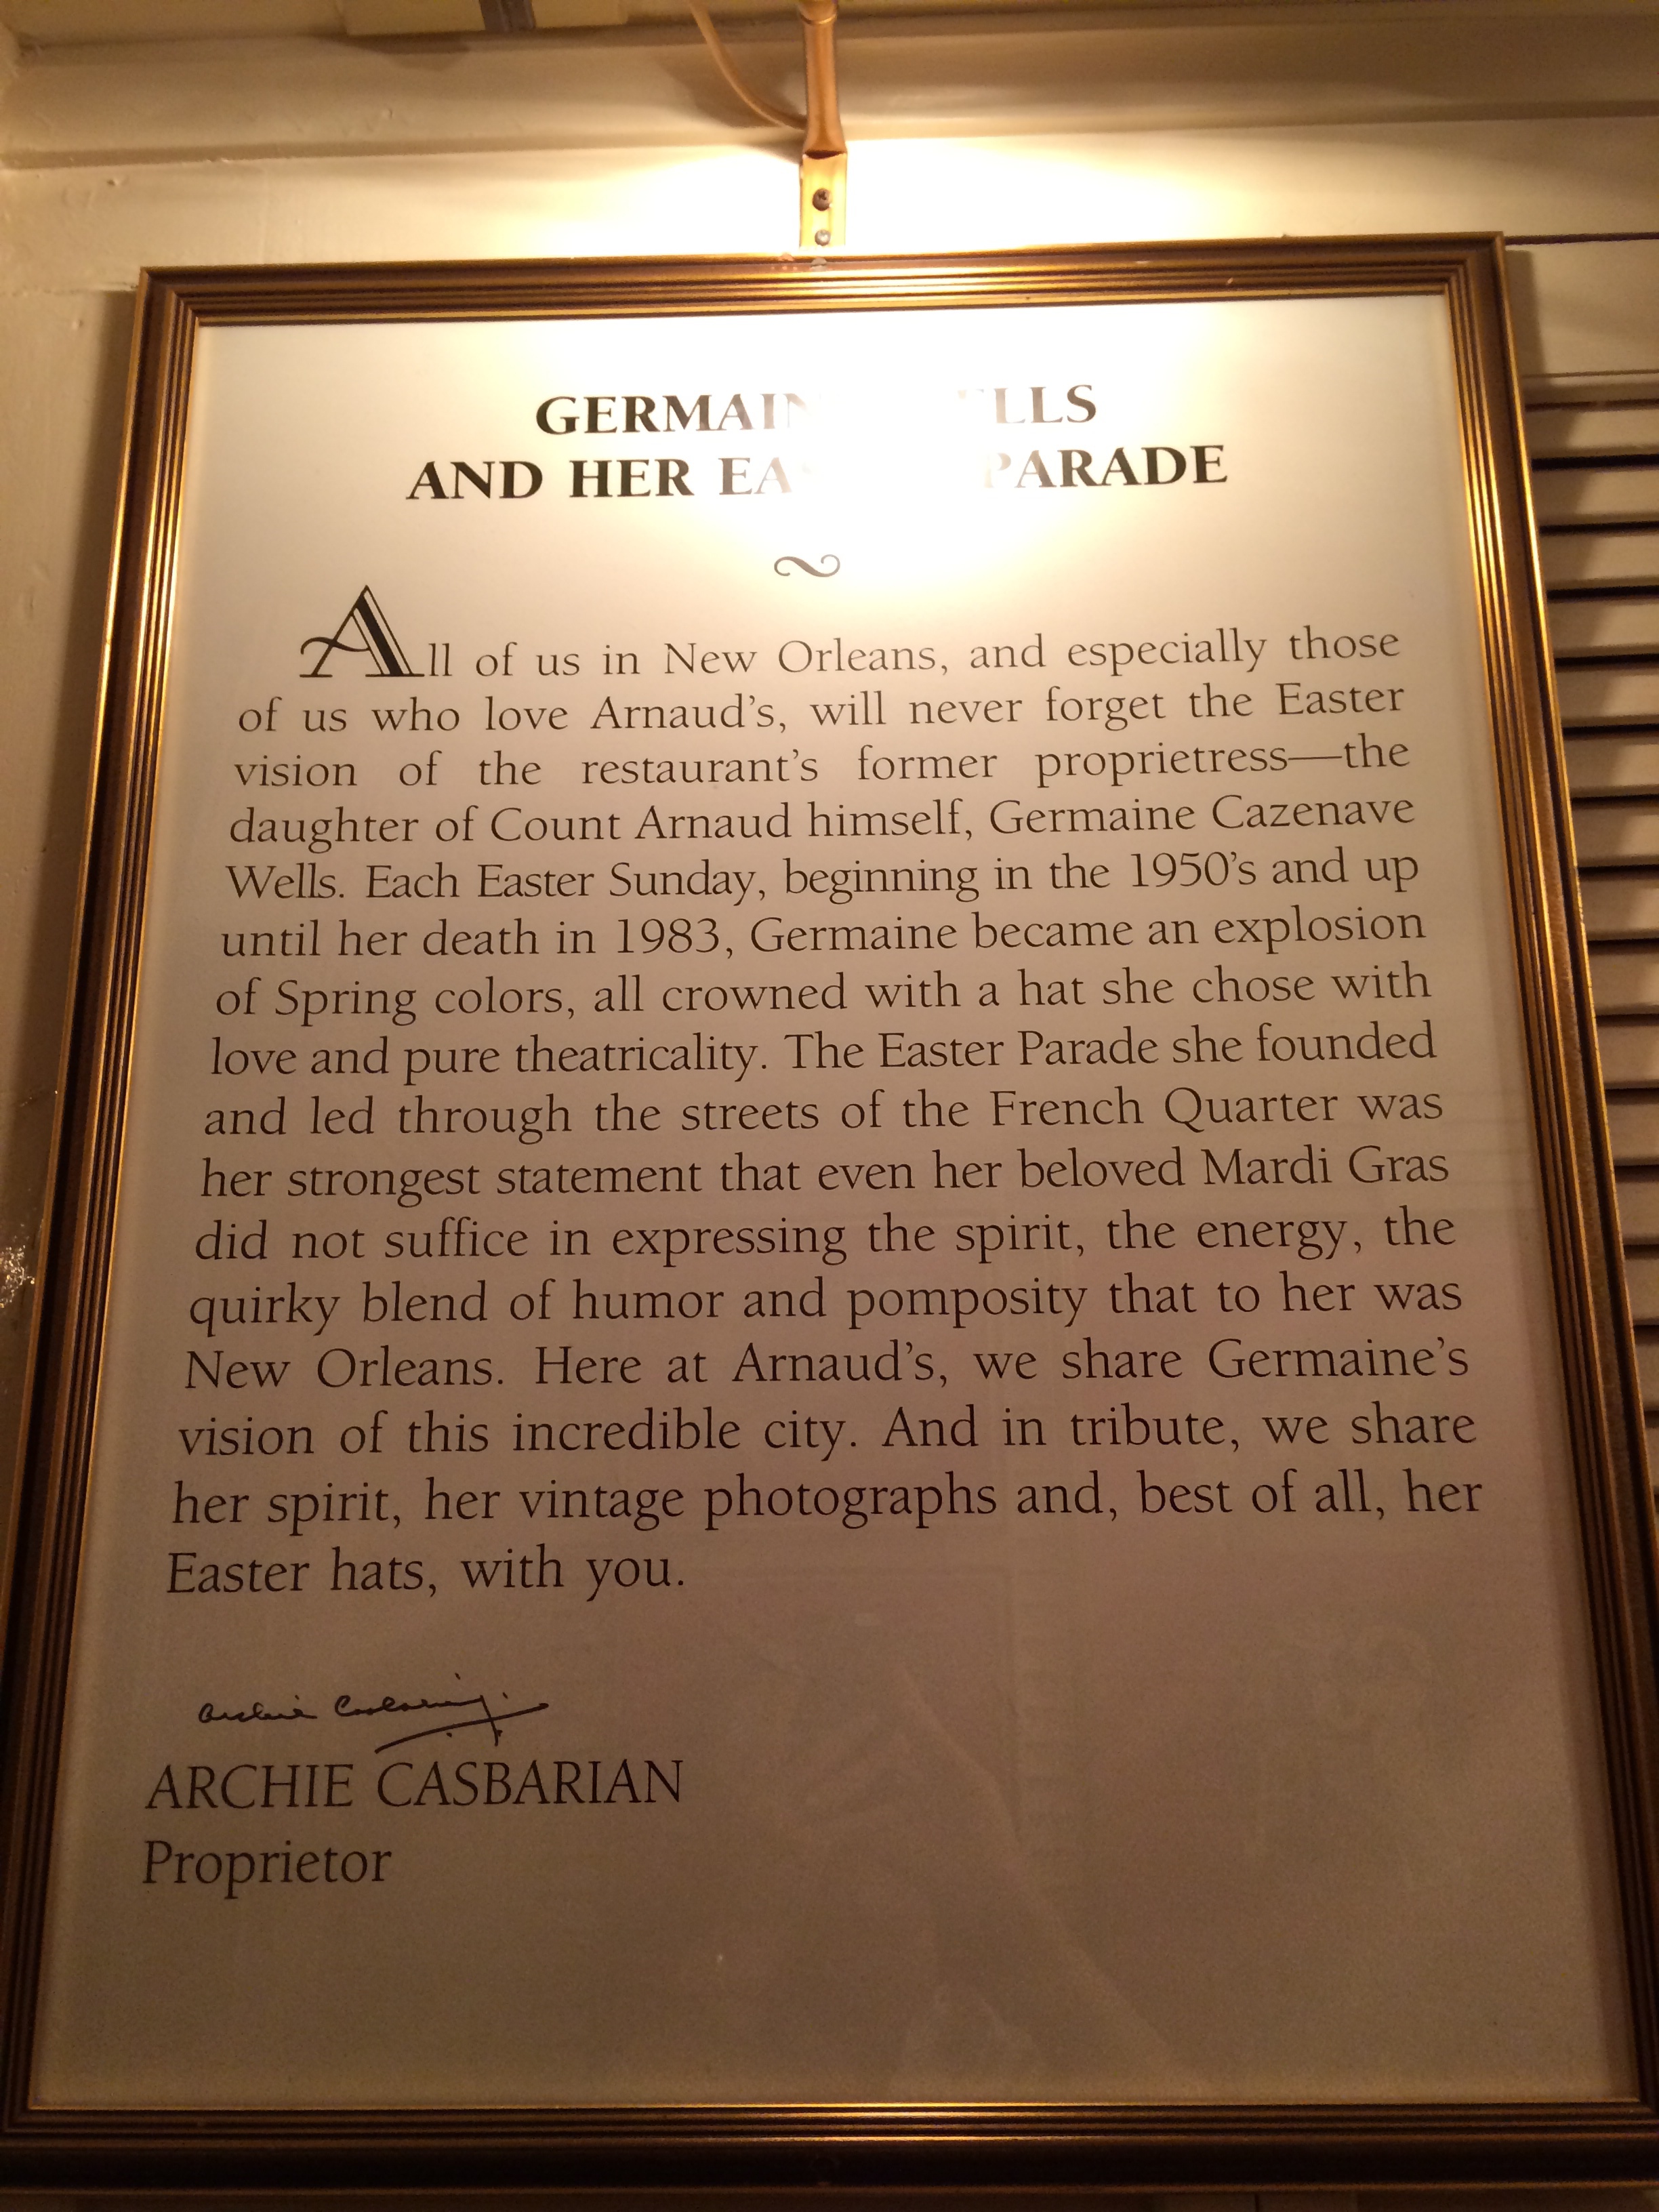 GERMAIN LLS
AND HER EA PARADE
All of us in New Orleans, and especially those
of us who love Arnaud's, will never forget the Easter
vision of the restaurant's former proprietress—the
daughter of Count Arnaud himself, Germaine Cazenave
Wells. Each Easter Sunday, beginning in the 1950's and up
until her death in 1983, Germaine became an explosion
of Spring colors, all crowned with a hat she chose with
love and pure theatricality. The Easter Parade she founded
and led through the streets of the French Quarter was
her strongest statement that even her beloved Mardi Gras
did not suffice in expressing the spirit, the energy, the
quirky blend of humor and pomposity that to her was
New Orleans. Here at Arnaud's, we share Germaine's
vision of this incredible city. And in tribute, we share
her spirit, her vintage photographs and, best of all, her
Easter hats, with you.
Archie Casbarian
ARCHIE CASBARIAN
Proprietor